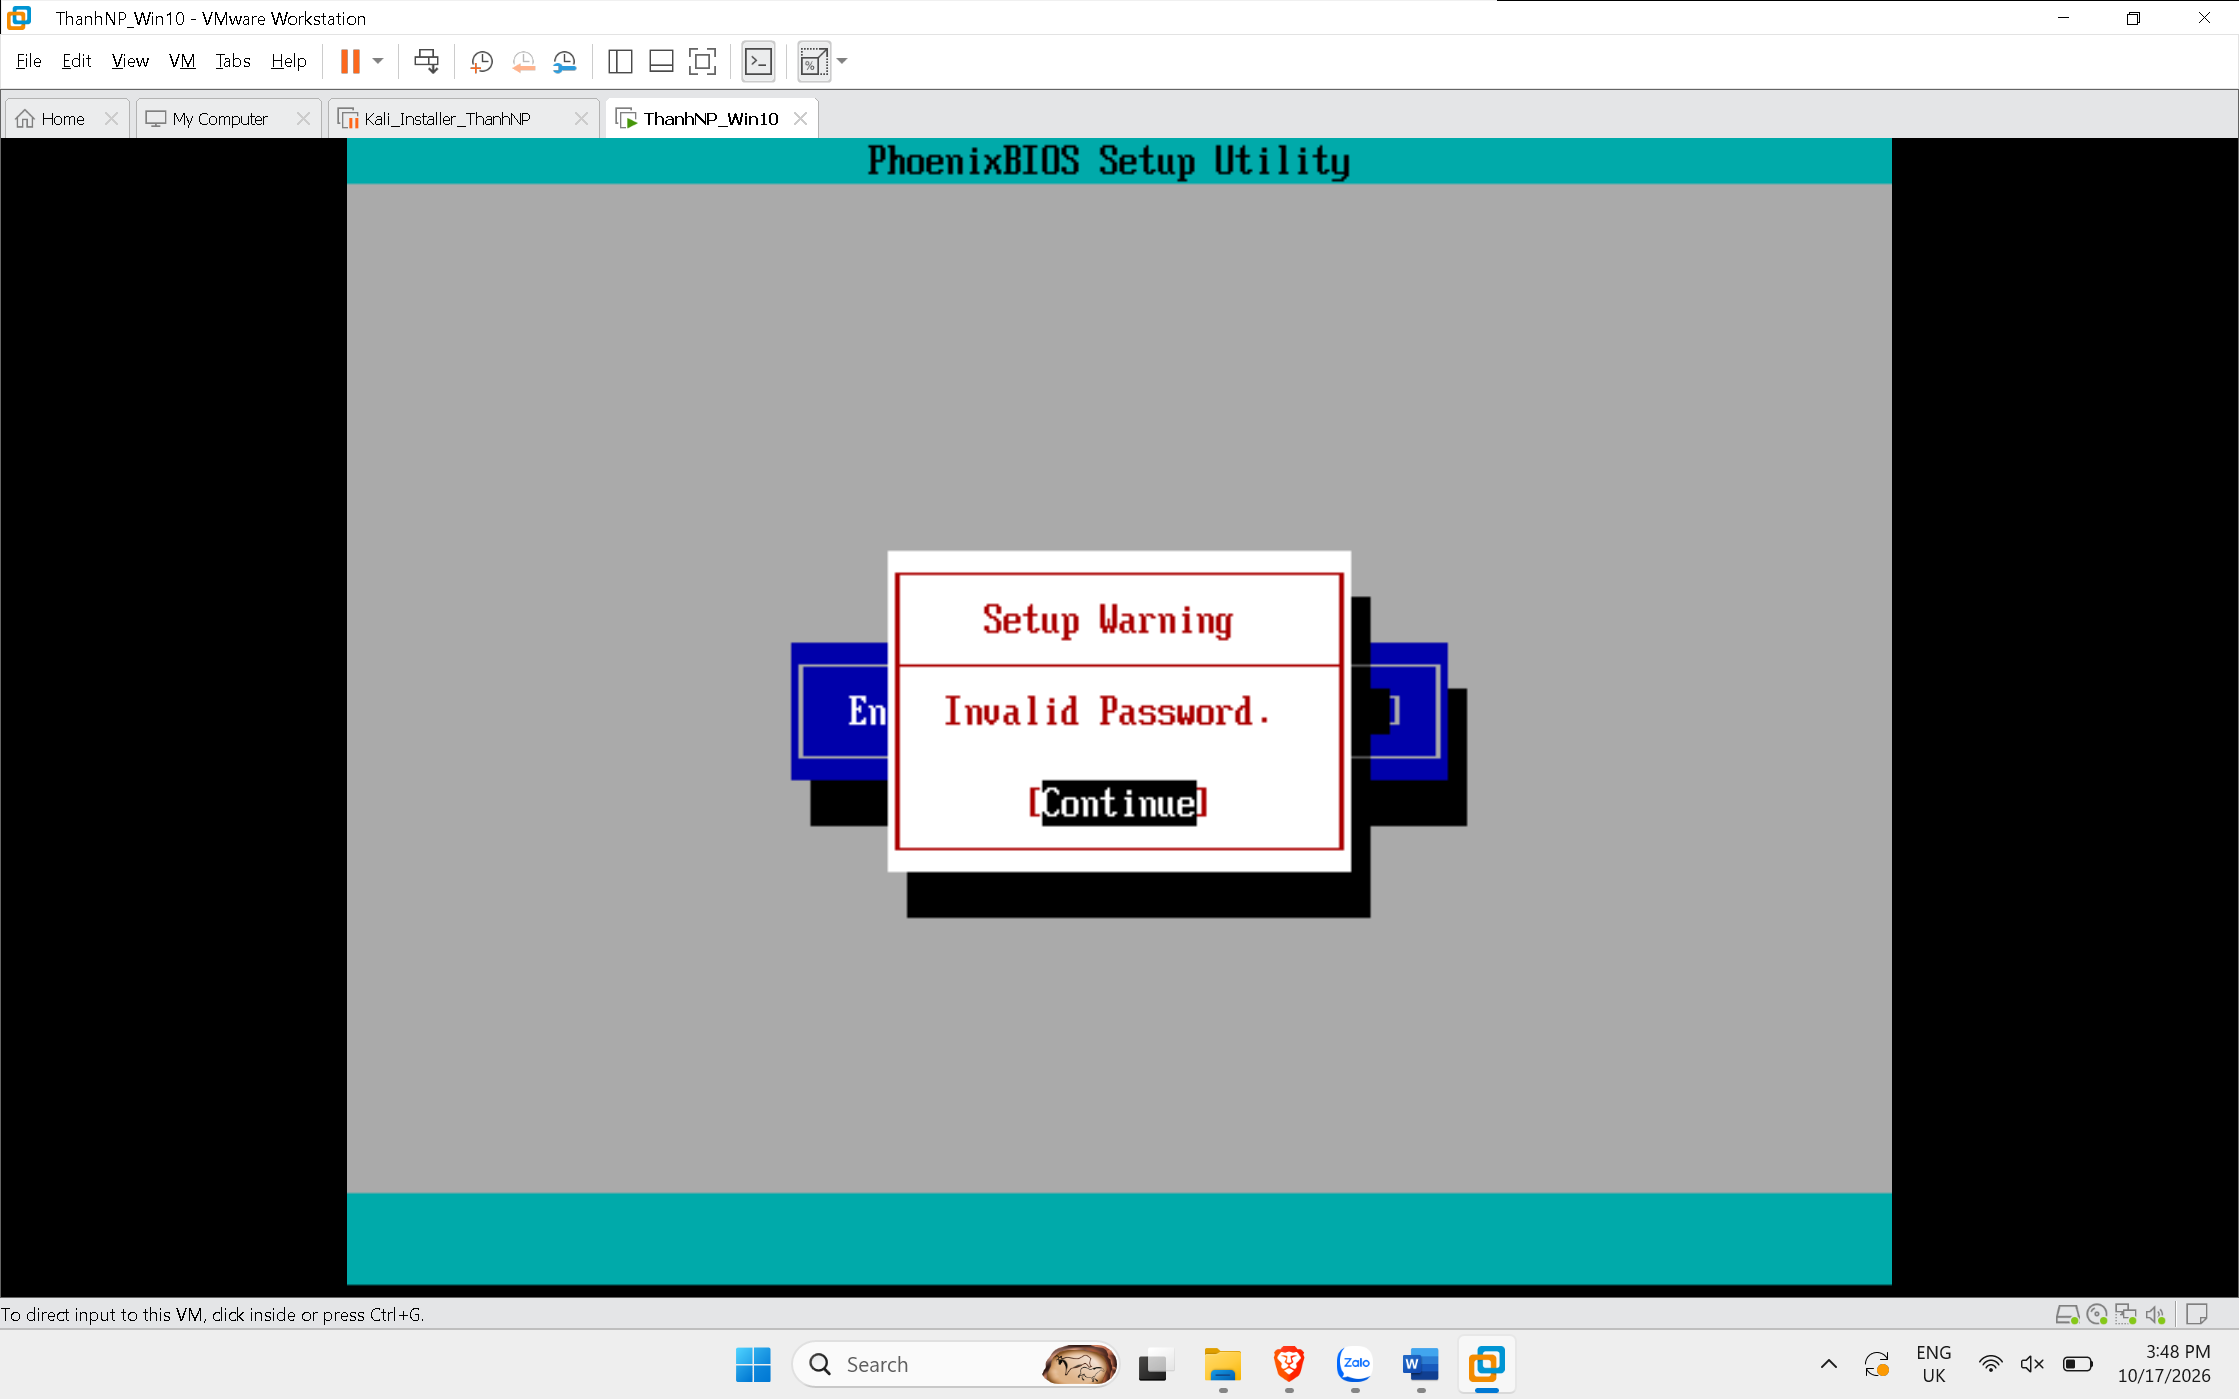 ThanhNP_Win10 - VMware Workstation
File Edit View VM Tabs Help
Home My Computer Kali_Installer_ThanhNP ThanhNP_Win10
PhoenixBIOS Setup Utility
Setup Warning
En Invalid Password. ]
[Continue]
To direct input to this VM, click inside or press Ctrl+G.
Search
Zalo
W
ENG
UK
3:48 PM
10/17/2026